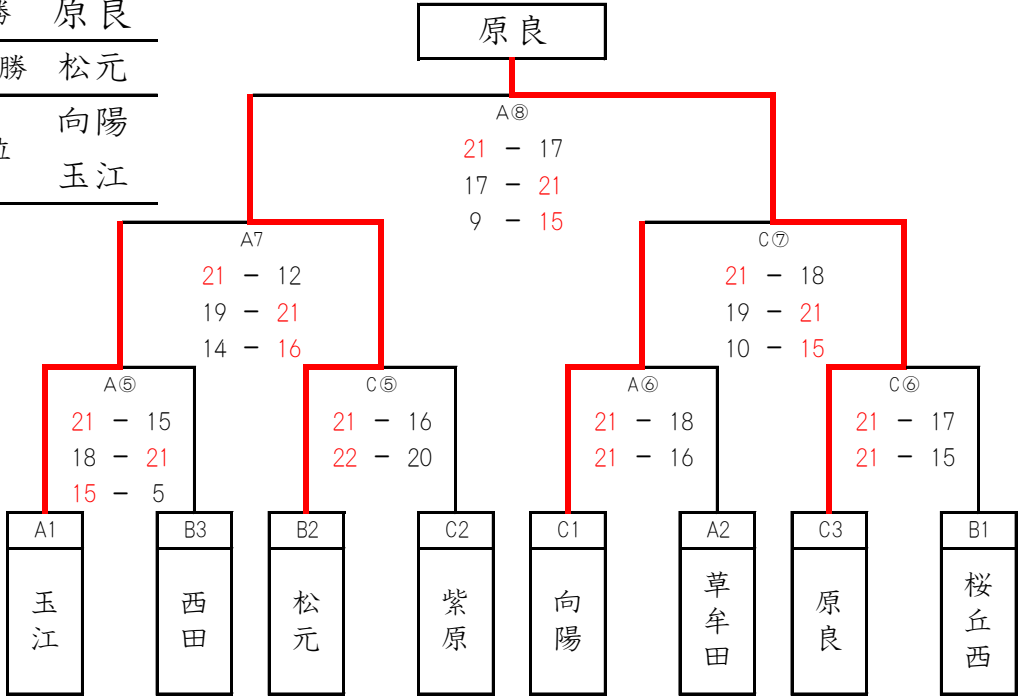 勝 原良
勝 松元
位 向陽
玉江
原良
A⑧
21 － 17
17 － 21
9 － 15
A7
21 － 12
19 － 21
14 － 16
C⑦
21 － 18
19 － 21
10 － 15
A⑤
21 － 15
18 － 21
15 － 5
C⑤
21 － 16
22 － 20
A⑥
21 － 18
21 － 16
C⑥
21 － 17
21 － 15
A1 B3 B2 C2 C1 A2 C3 B1
玉江
西田
松元
紫原
向陽
草牟田
原良
桜丘西